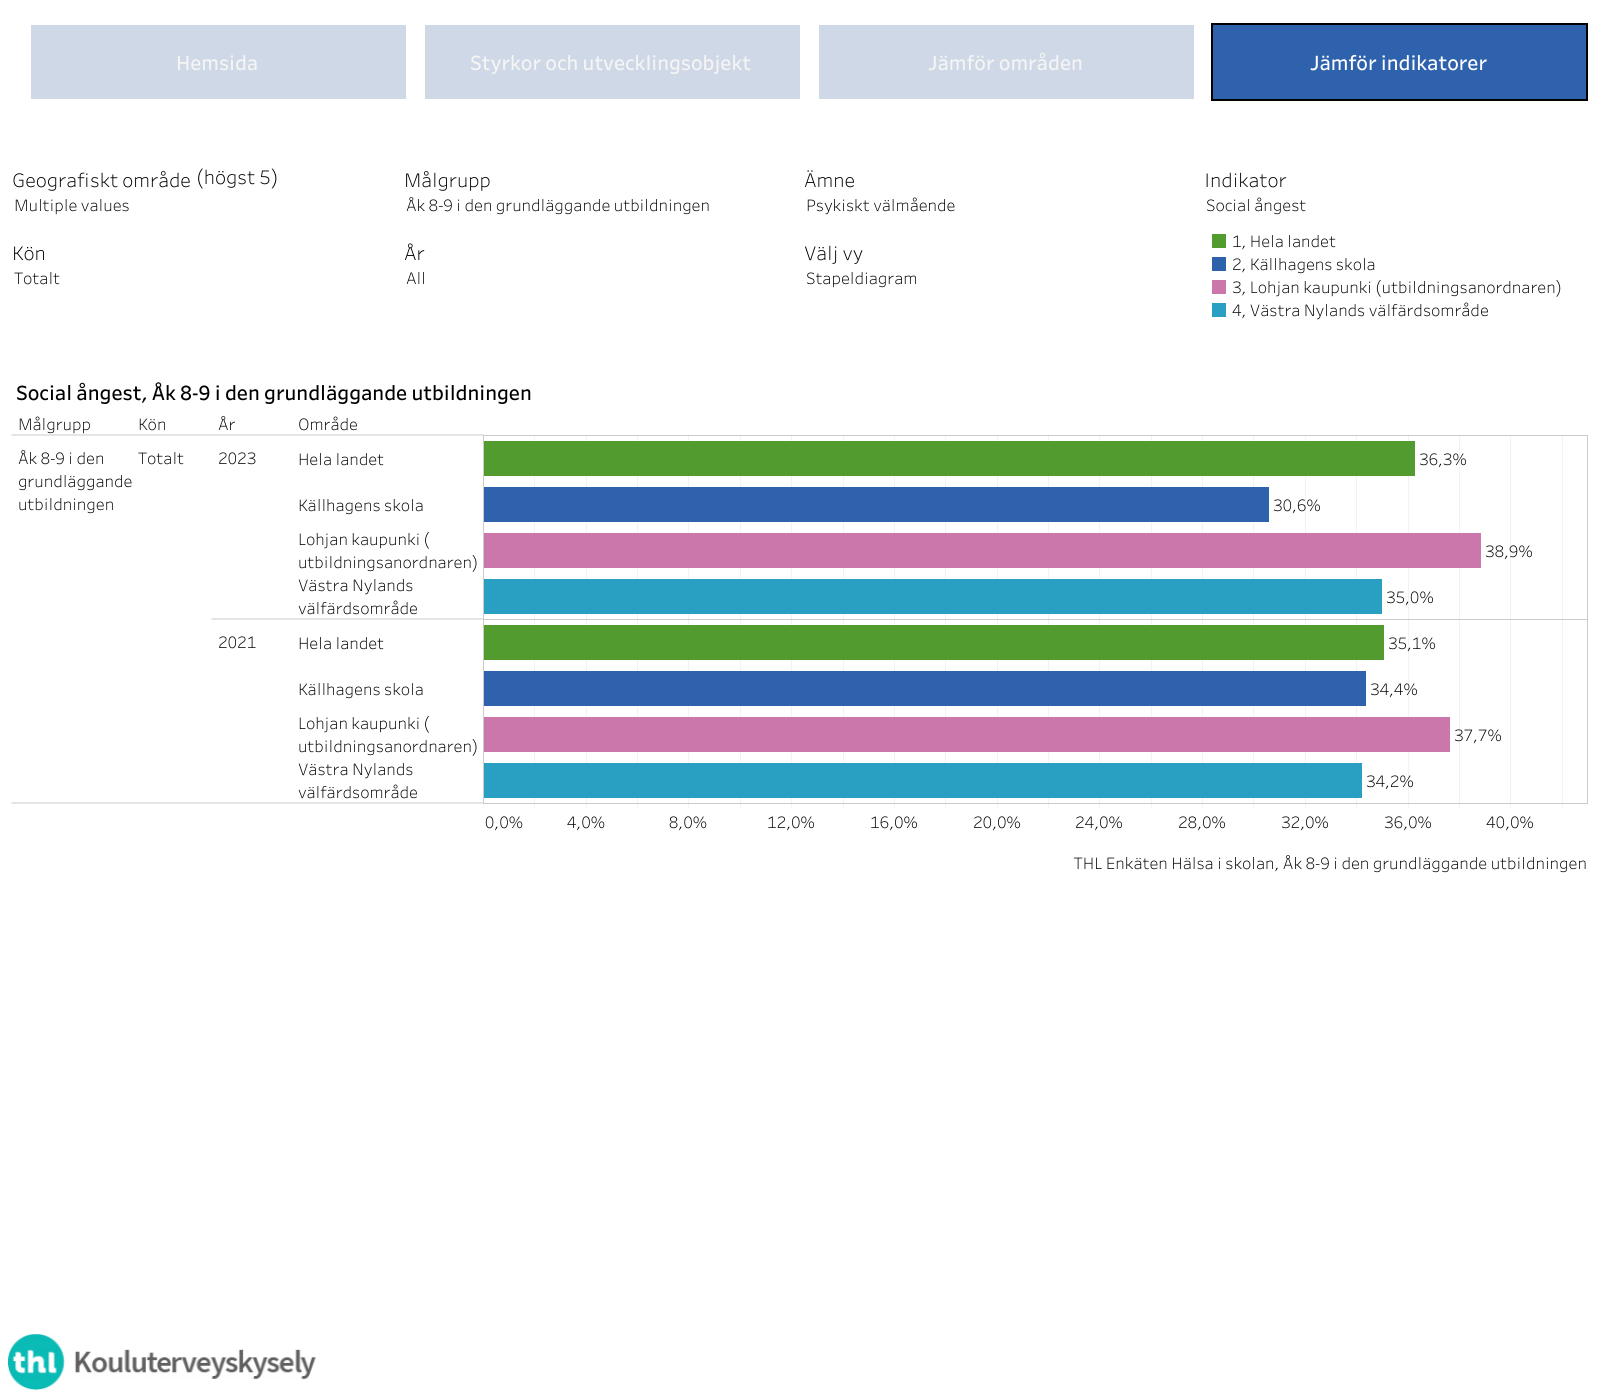 Hemsida
Styrkor och utvecklingsobjekt
Jämför områden
Jämför indikatorer
Geografiskt område (högst 5)
Multiple values
Målgrupp
Åk 8-9 i den grundläggande utbildningen
Ämne
Psykiskt välmående
Indikator
Social ångest
Kön
Totalt
År
All
Välj vy
Stapeldiagram
1, Hela landet
2, Källhagens skola
3, Lohjan kaupunki (utbildningsanordnaren)
4, Västra Nylands välfärdsområde
Social ångest, Åk 8-9 i den grundläggande utbildningen
Målgrupp Kön År Område
Åk 8-9 i den
grundläggande
utbildningen
Totalt
2023
Hela landet
36,3%
Källhagens skola
30,6%
Lohjan kaupunki (
utbildningsanordnaren)
38,9%
Västra Nylands
välfärdsområde
35,0%
2021
Hela landet
35,1%
Källhagens skola
34,4%
Lohjan kaupunki (
utbildningsanordnaren)
37,7%
Västra Nylands
välfärdsområde
34,2%
0,0% 4,0% 8,0% 12,0% 16,0% 20,0% 24,0% 28,0% 32,0% 36,0% 40,0%
THL Enkäten Hälsa i skolan, Åk 8-9 i den grundläggande utbildningen
thl Kouluterveyskysely